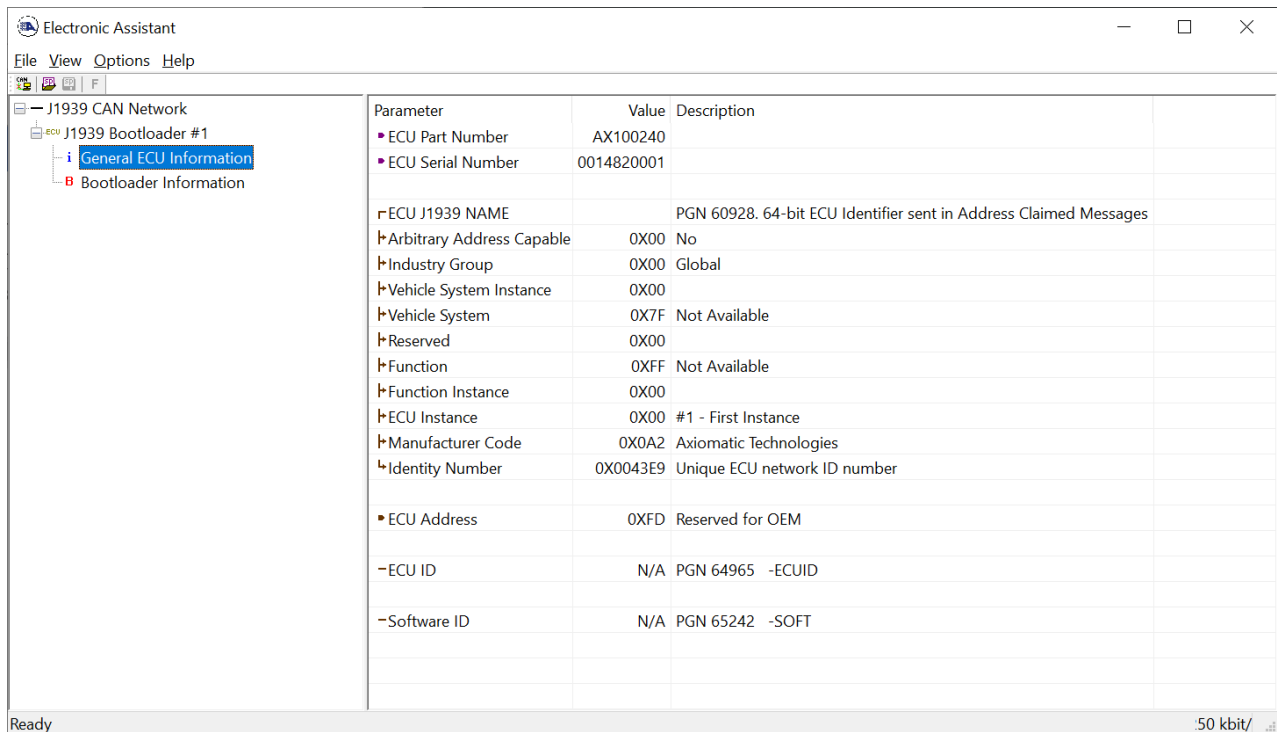 Electronic Assistant
File View Options Help
CAN
EP
EP
F
J1939 CAN Network
ECU J1939 Bootloader #1
i General ECU Information
B Bootloader Information
Parameter Value Description
ECU Part Number AX100240
ECU Serial Number 0014820001
ECU J1939 NAME PGN 60928. 64-bit ECU Identifier sent in Address Claimed Messages
Arbitrary Address Capable 0X00 No
Industry Group 0X00 Global
Vehicle System Instance 0X00
Vehicle System 0X7F Not Available
Reserved 0X00
Function 0XFF Not Available
Function Instance 0X00
ECU Instance 0X00 #1 - First Instance
Manufacturer Code 0X0A2 Axiomatic Technologies
Identity Number 0X0043E9 Unique ECU network ID number
ECU Address 0XFD Reserved for OEM
ECU ID N/A PGN 64965 -ECUID
Software ID N/A PGN 65242 -SOFT
Ready 50 kbit/